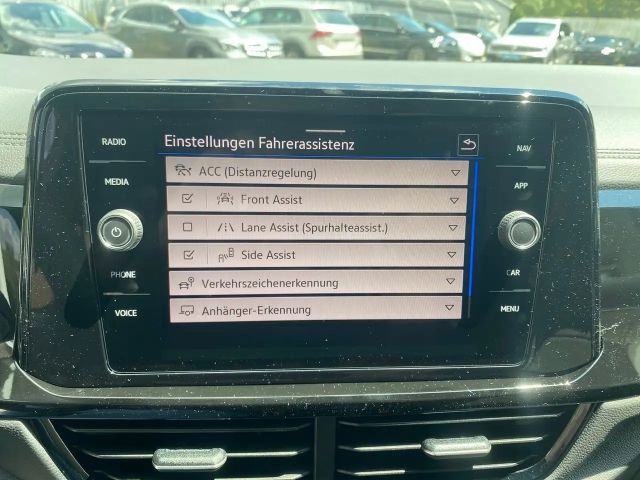 RADIO
MEDIA
PHONE
VOICE
Einstellungen Fahrerassistenz
ACC (Distanzregelung)
Front Assist
Lane Assist (Spurhalteassist.)
Side Assist
Verkehrszeichenerkennung
Anhänger-Erkennung
NAV
APP
CAR
MENU